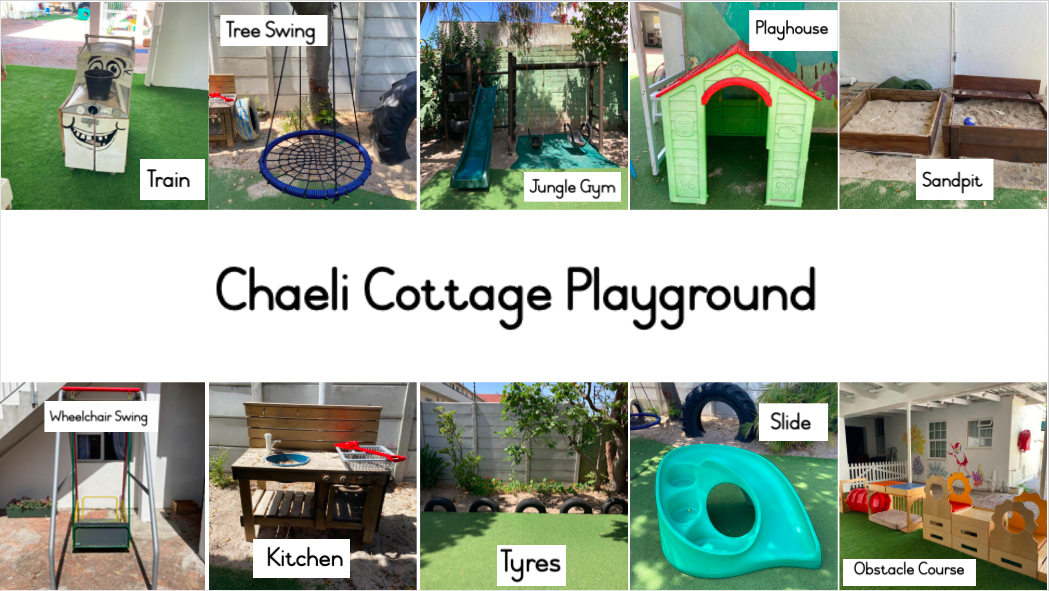 Train
Tree Swing
Jungle Gym
Playhouse
Sandpit
Chaeli Cottage Playground
Wheelchair Swing
Kitchen
Tyres
Slide
Obstacle Course